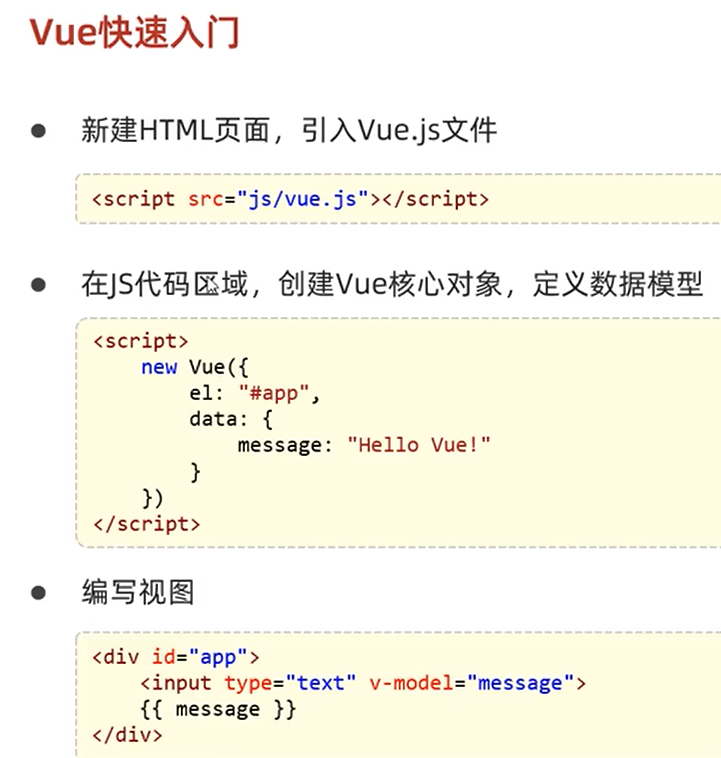 Vue快速入门
新建HTML页面，引入Vue.js文件
<script src="js/vue.js"></script>
在JS代码区域，创建Vue核心对象，定义数据模型
<script>
    new Vue({
        el: "#app",
        data: {
            message: "Hello Vue!"
        }
    })
</script>
编写视图
<div id="app">
    <input type="text" v-model="message">
    {{ message }}
</div>